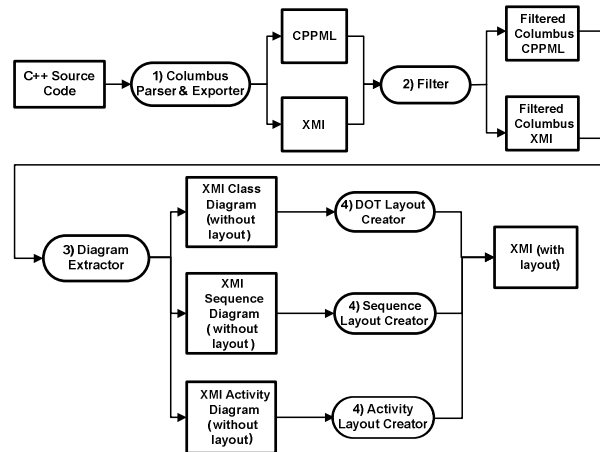 C++ Source
Code
1) Columbus
Parser & Exporter
CPPML
XMI
2) Filter
Filtered
Columbus
CPPML
Filtered
Columbus
XMI
3) Diagram
Extractor
XMI Class
Diagram
(without
layout)
4) DOT Layout
Creator
XMI
Sequence
Diagram
(without
layout )
4) Sequence
Layout Creator
XMI Activity
Diagram
(without
layout)
4) Activity
Layout Creator
XMI (with
layout)